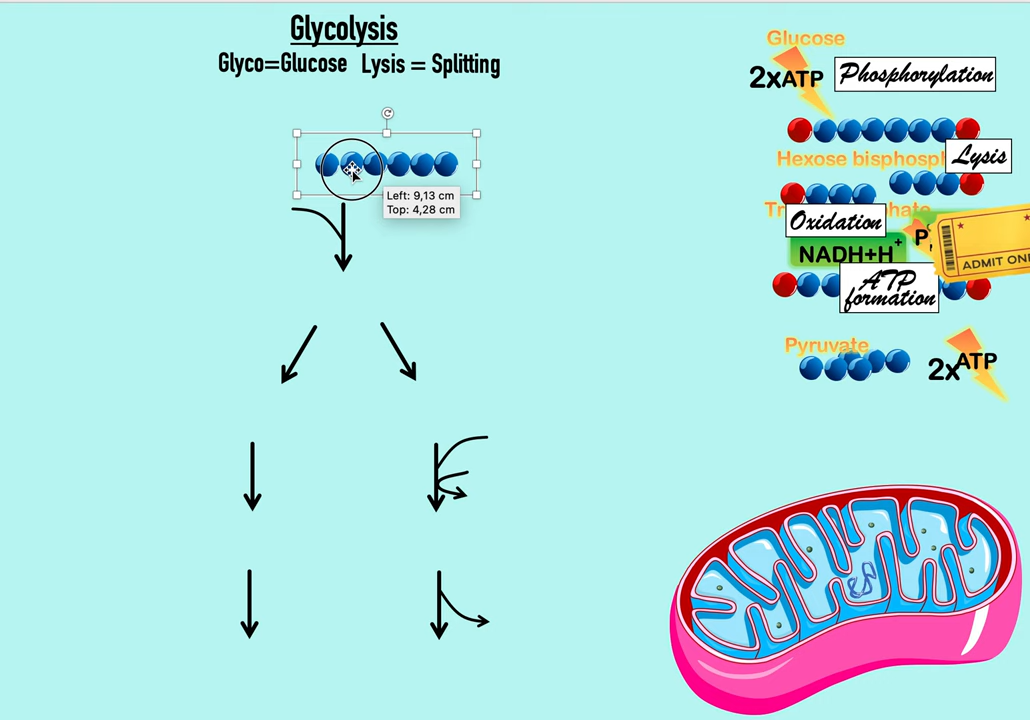 Glycolysis
Glyco=Glucose Lysis = Splitting
Left: 9,13 cm
Top: 4,28 cm
Glucose
2xATP
Phosphorylation
Hexose bisphosp
Lysis
Oxidation
NADH+H+
ADMIT ON
ATP
formation
Pyruvate
2xATP